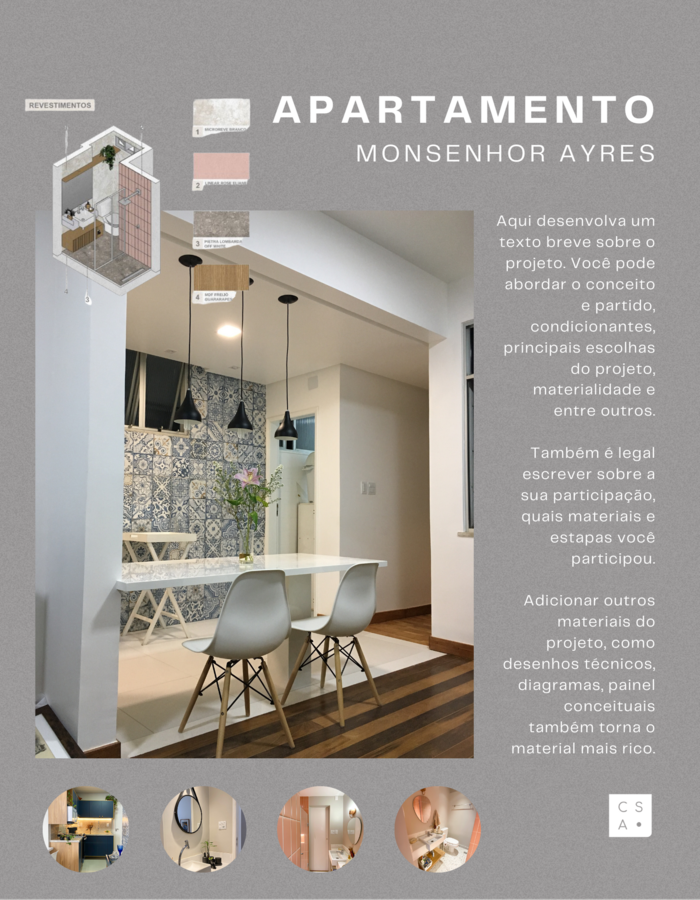 REVESTIMENTOS
1
2
3
4
APARTAMENTO
MONSENHOR AYRES
Aqui desenvolva um
texto breve sobre o
projeto. Você pode
abordar o conceito
e partido,
condicionantes,
principais escolhas
do projeto,
materialidade e
entre outros.
Também é legal
escrever sobre a
sua participação,
quais materiais e
estapas você
participou.
Adicionar outros
materiais do
projeto, como
desenhos técnicos,
diagramas, painel
conceituais
também torna o
material mais rico.
CS
A